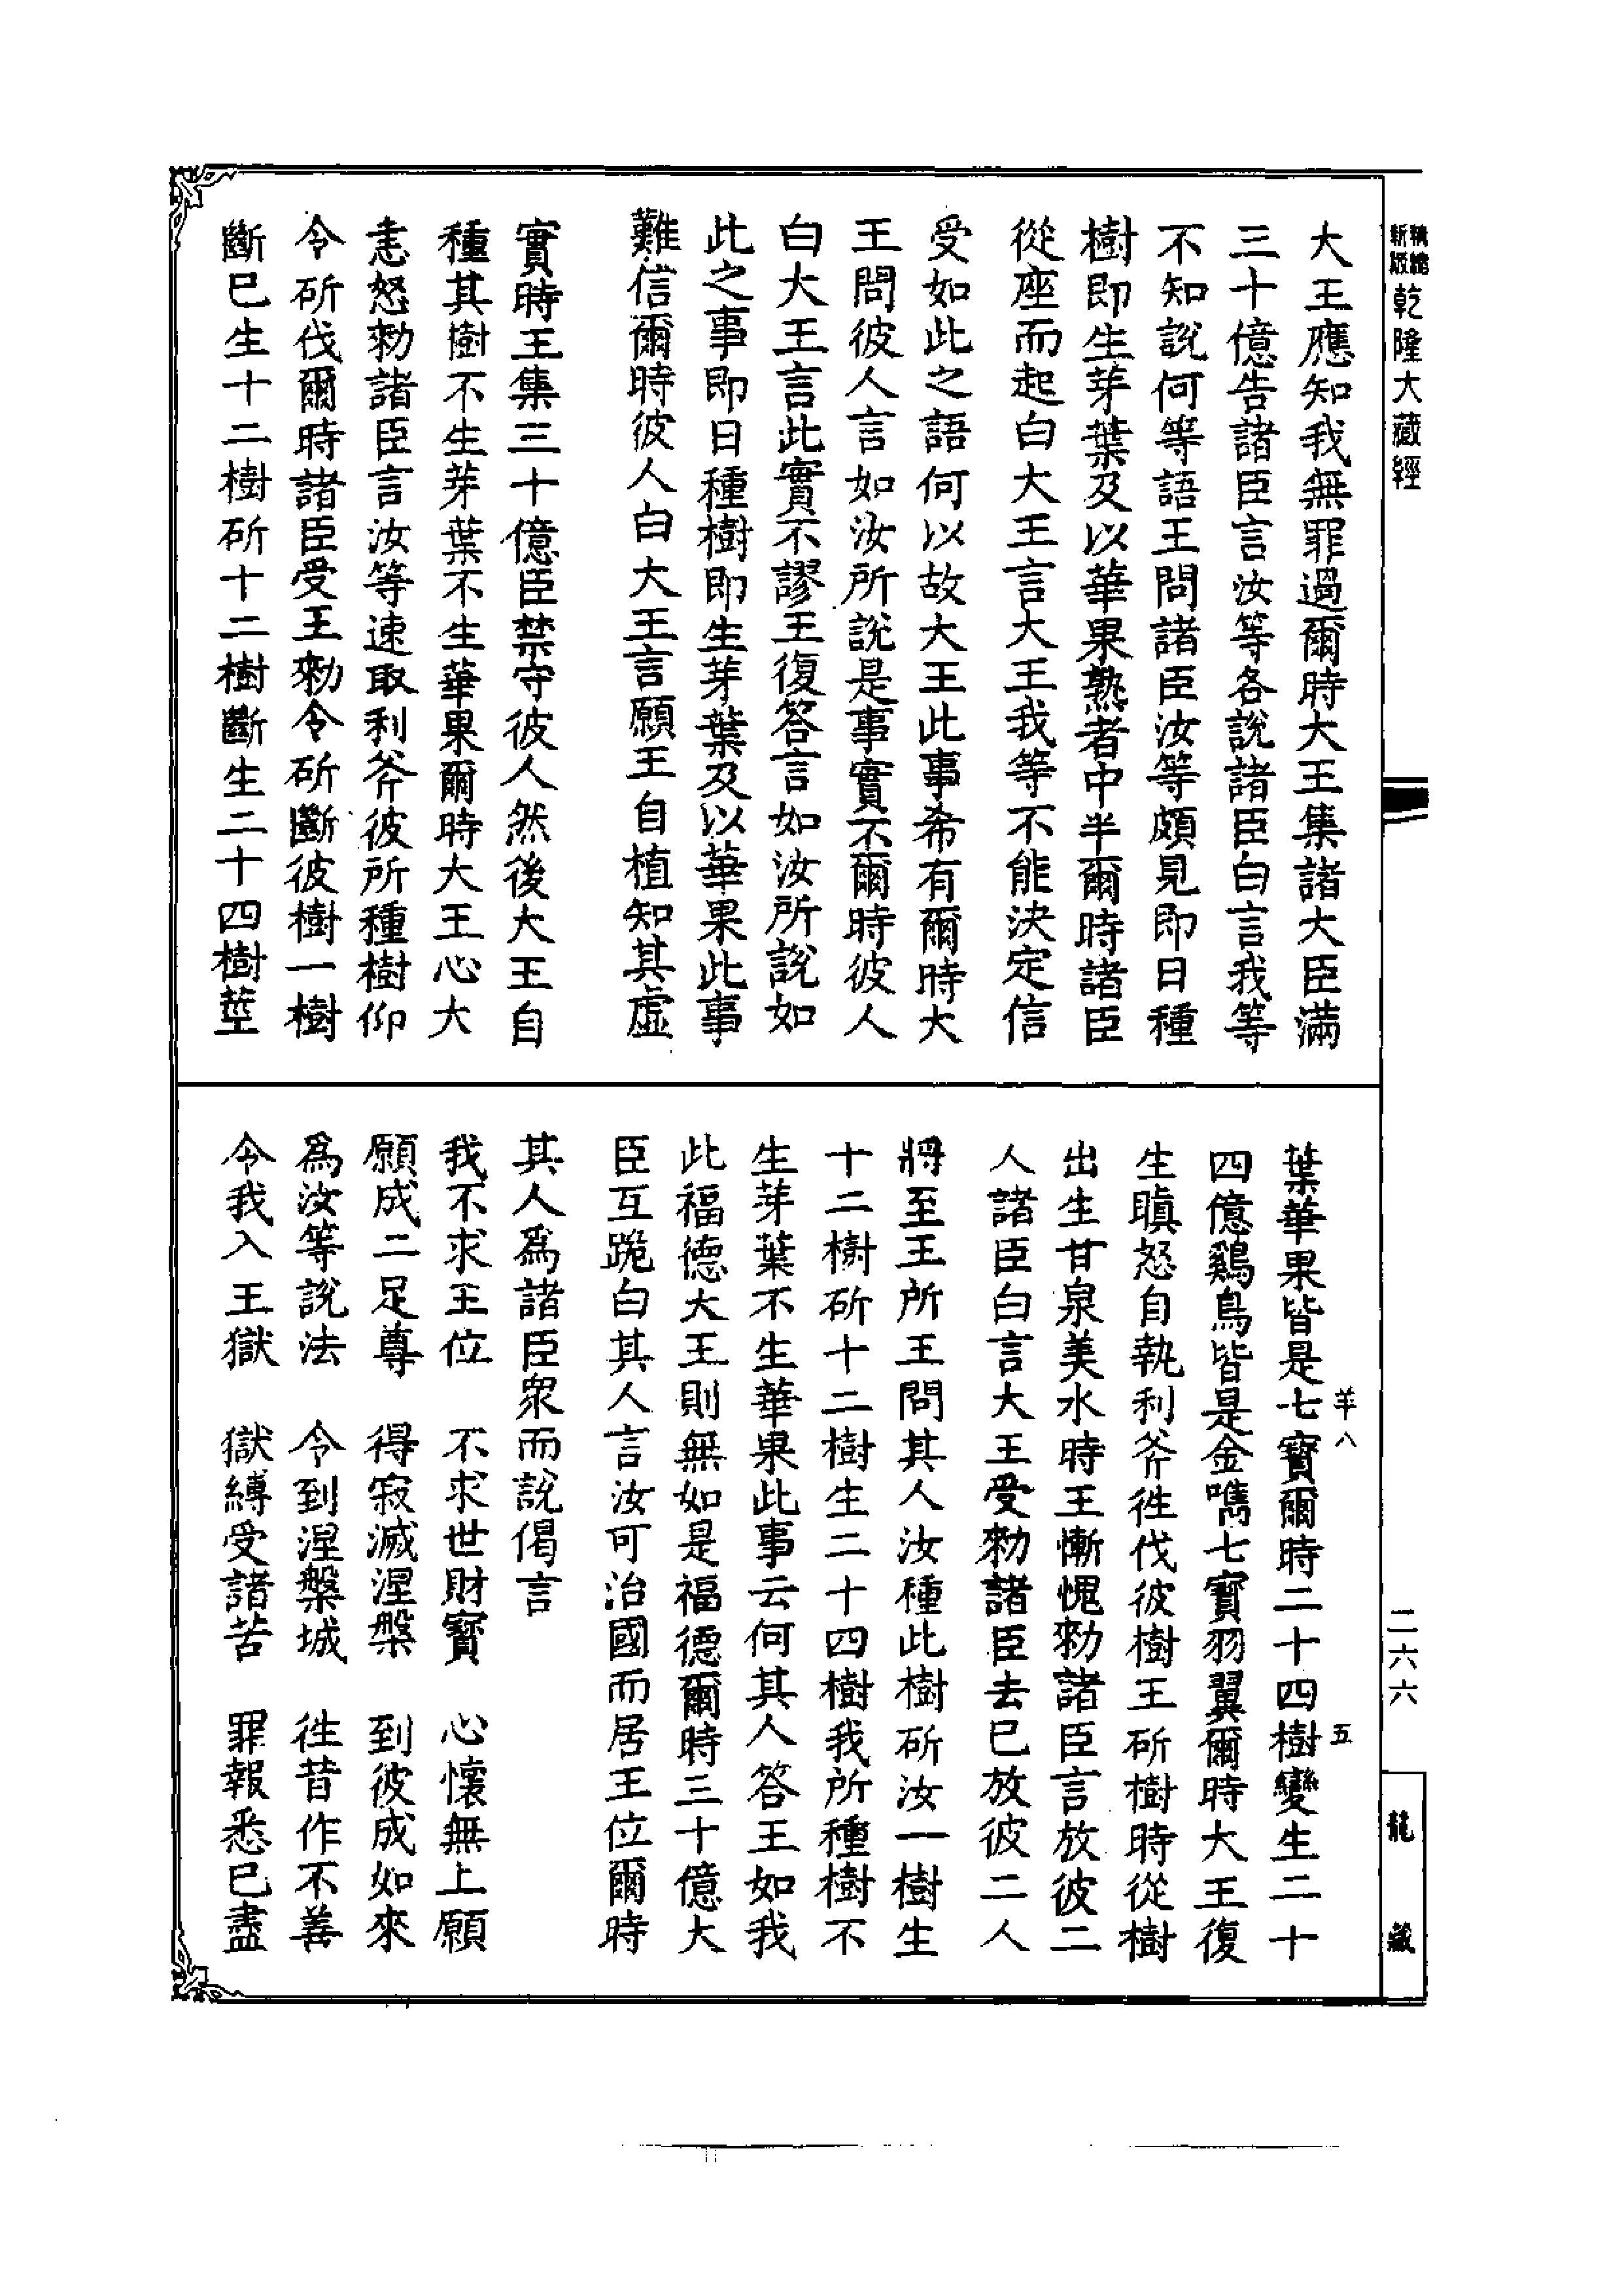 乾隆大藏經
大王應知我無罪過爾時大王集諸大臣滿
三十億告諸臣言汝等各說諸臣白言我等
不知說何等語王問諸臣汝等頗見即日種
樹即生芽葉及以華果熟者中半爾時諸臣
從座而起白大王言大王我等不能決定信
受如此之語何以故大王此事希有爾時大
王問彼人言如汝所說是事實不爾時彼人
白大王言此實不謬王復答言如汝所說如
此之事即日種樹即生芽葉及以華果此事
難信爾時彼人白大王言願王自植知其虛
實時王集三十億臣禁守彼人然後大王自
種其樹不生芽葉不生華果爾時大王心大
恚怒勑諸臣言汝等速取利斧彼所種樹仰
令斫伐爾時諸臣受王勑令斫斷彼樹一樹
斷巳生十二樹斫十二樹斷生二十四樹莖
葉華果皆是七寶爾時二十四樹變生二十
四億鷄鳥皆是金嘴七寶羽翼爾時大王復
生瞋怒自執利斧徃伐彼樹王斫樹時從樹
出生甘泉美水時王慚愧勑諸臣言放彼二
人諸臣白言大王受勑諸臣去巳放彼二人
將至王所王問其人汝種此樹斫汝一樹生
十二樹斫十二樹生二十四樹我所種樹不
生芽葉不生華果此事云何其人答王如我
此福德大王則無如是福德爾時三十億大
臣互跪白其人言汝可治國而居王位爾時
其人爲諸臣衆而說偈言
我不求王位　不求世財寶　心懷無上願
願成二足尊　得寂滅涅槃　到彼成如來
爲汝等說法　令到涅槃城　徃昔作不善
令我入王獄　獄縛受諸苦　罪報悉巳盡
羊八
五
二六六
龍藏